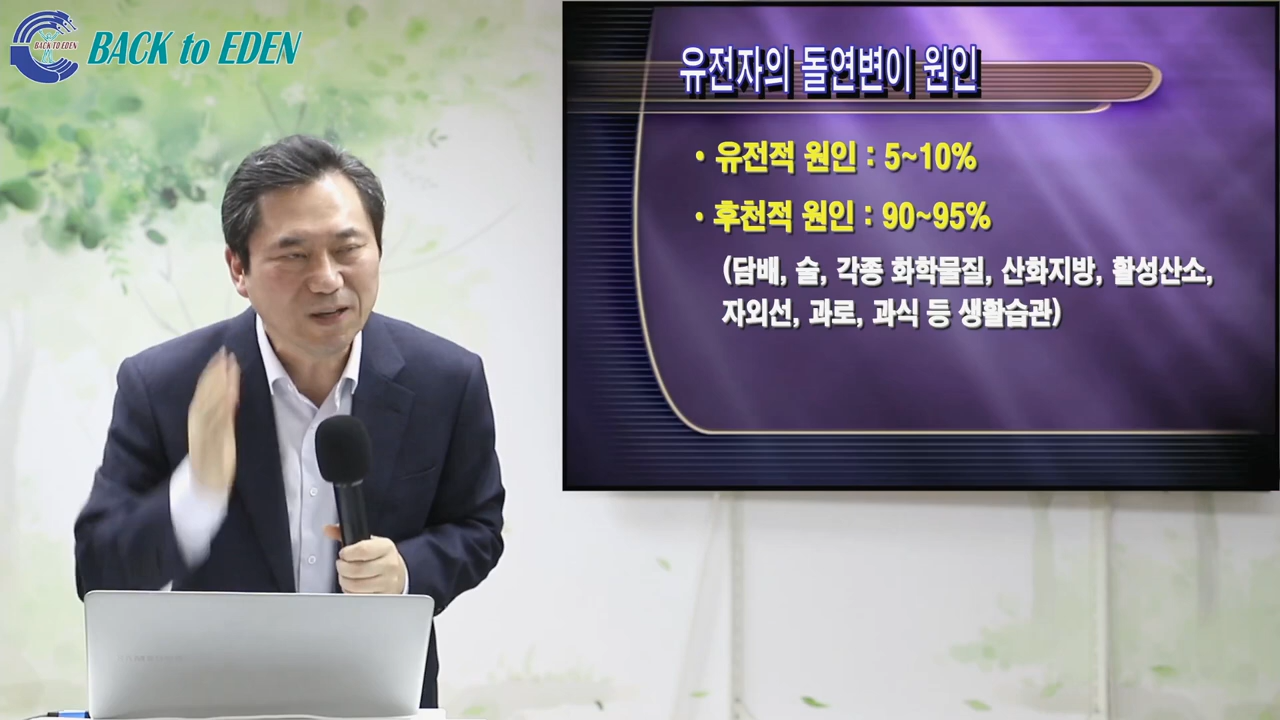 BACK TO EDEN
BACK to EDEN
유전자의 돌연변이 원인
• 유전적 원인 : 5~10%
• 후천적 원인 : 90~95%
(담배, 술, 각종 화학물질, 산화지방, 활성산소,
자외선, 과로, 과식 등 생활습관)
SAMSUNG